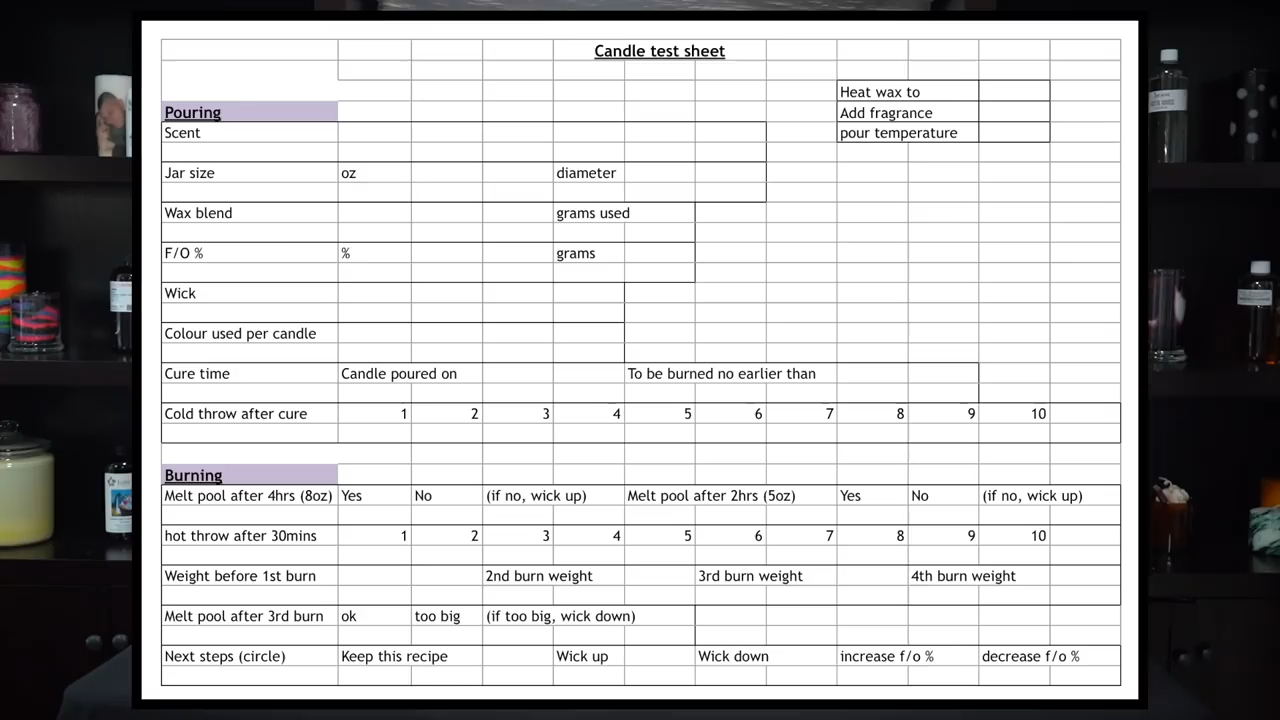 Candle test sheet
Heat wax to
Pouring Add fragrance
Scent pour temperature
Jar size oz diameter
Wax blend grams used
F/O % % grams
Wick
Colour used per candle
Cure time Candle poured on To be burned no earlier than
Cold throw after cure 1 2 3 4 5 6 7 8 9 10
Burning
Melt pool after 4hrs (8oz) Yes No (if no, wick up) Melt pool after 2hrs (5oz) Yes No (if no, wick up)
hot throw after 30mins 1 2 3 4 5 6 7 8 9 10
Weight before 1st burn 2nd burn weight 3rd burn weight 4th burn weight
Melt pool after 3rd burn ok too big (if too big, wick down)
Next steps (circle) Keep this recipe Wick up Wick down increase f/o % decrease f/o %